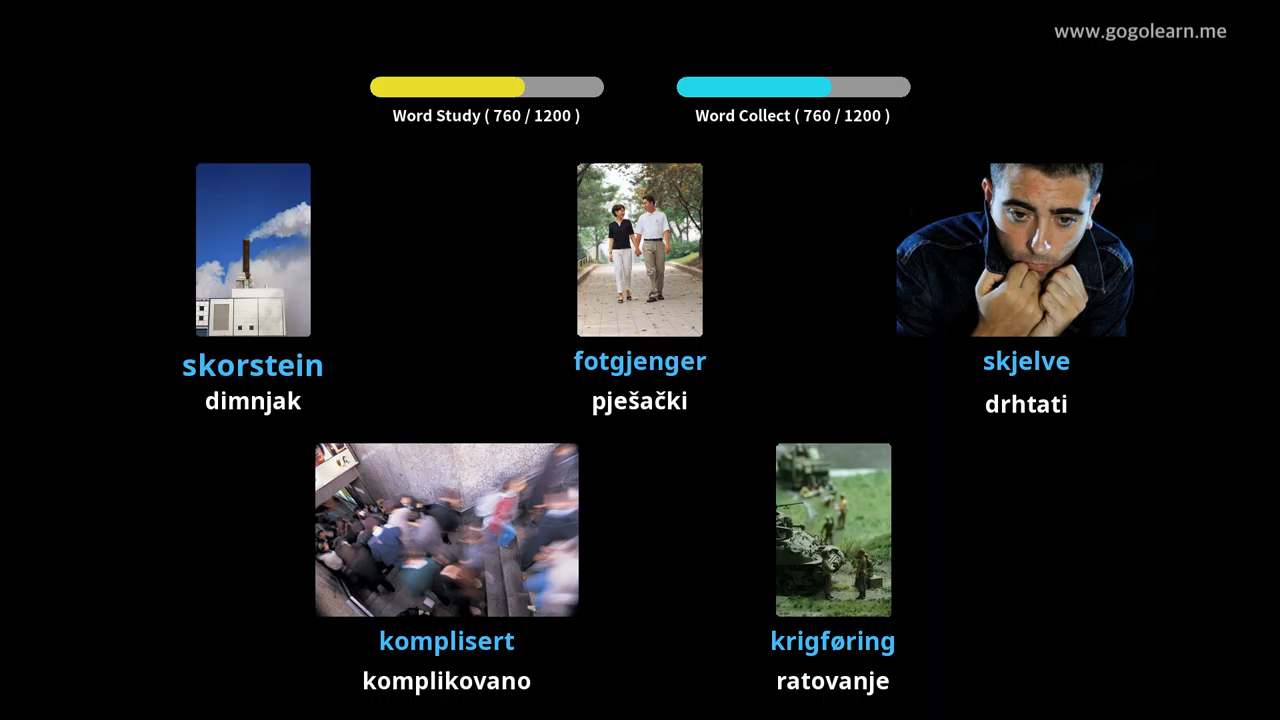 www.gogolearn.me
Word Study ( 760 / 1200 )
Word Collect ( 760 / 1200 )
skorstein
dimnjak
fotgjenger
pješački
skjelve
drhtati
komplisert
komplikovano
krigføring
ratovanje